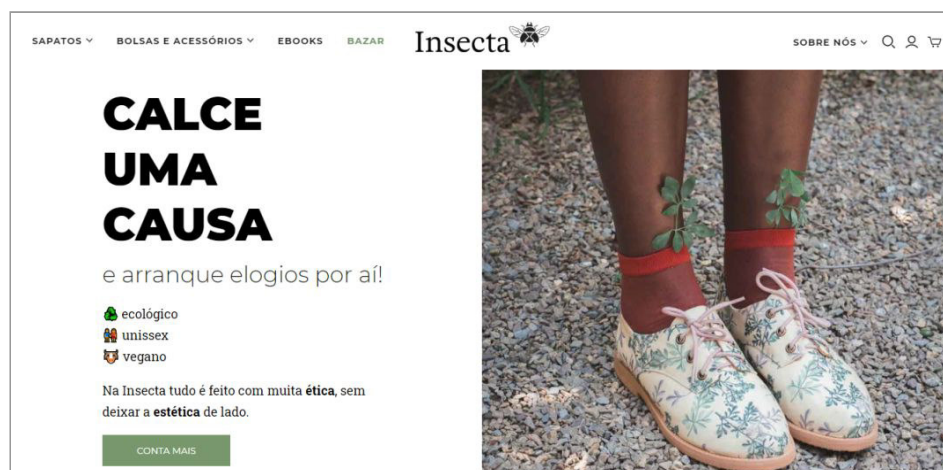 SAPATOS
BOLSAS E ACESSÓRIOS
EBOOKS
BAZAR
Insecta
SOBRE NÓS
CALCE
UMA
CAUSA
e arranque elogios por aí!
ecológico
unissex
vegano
Na Insecta tudo é feito com muita ética, sem
deixar a estética de lado.
CONTA MAIS